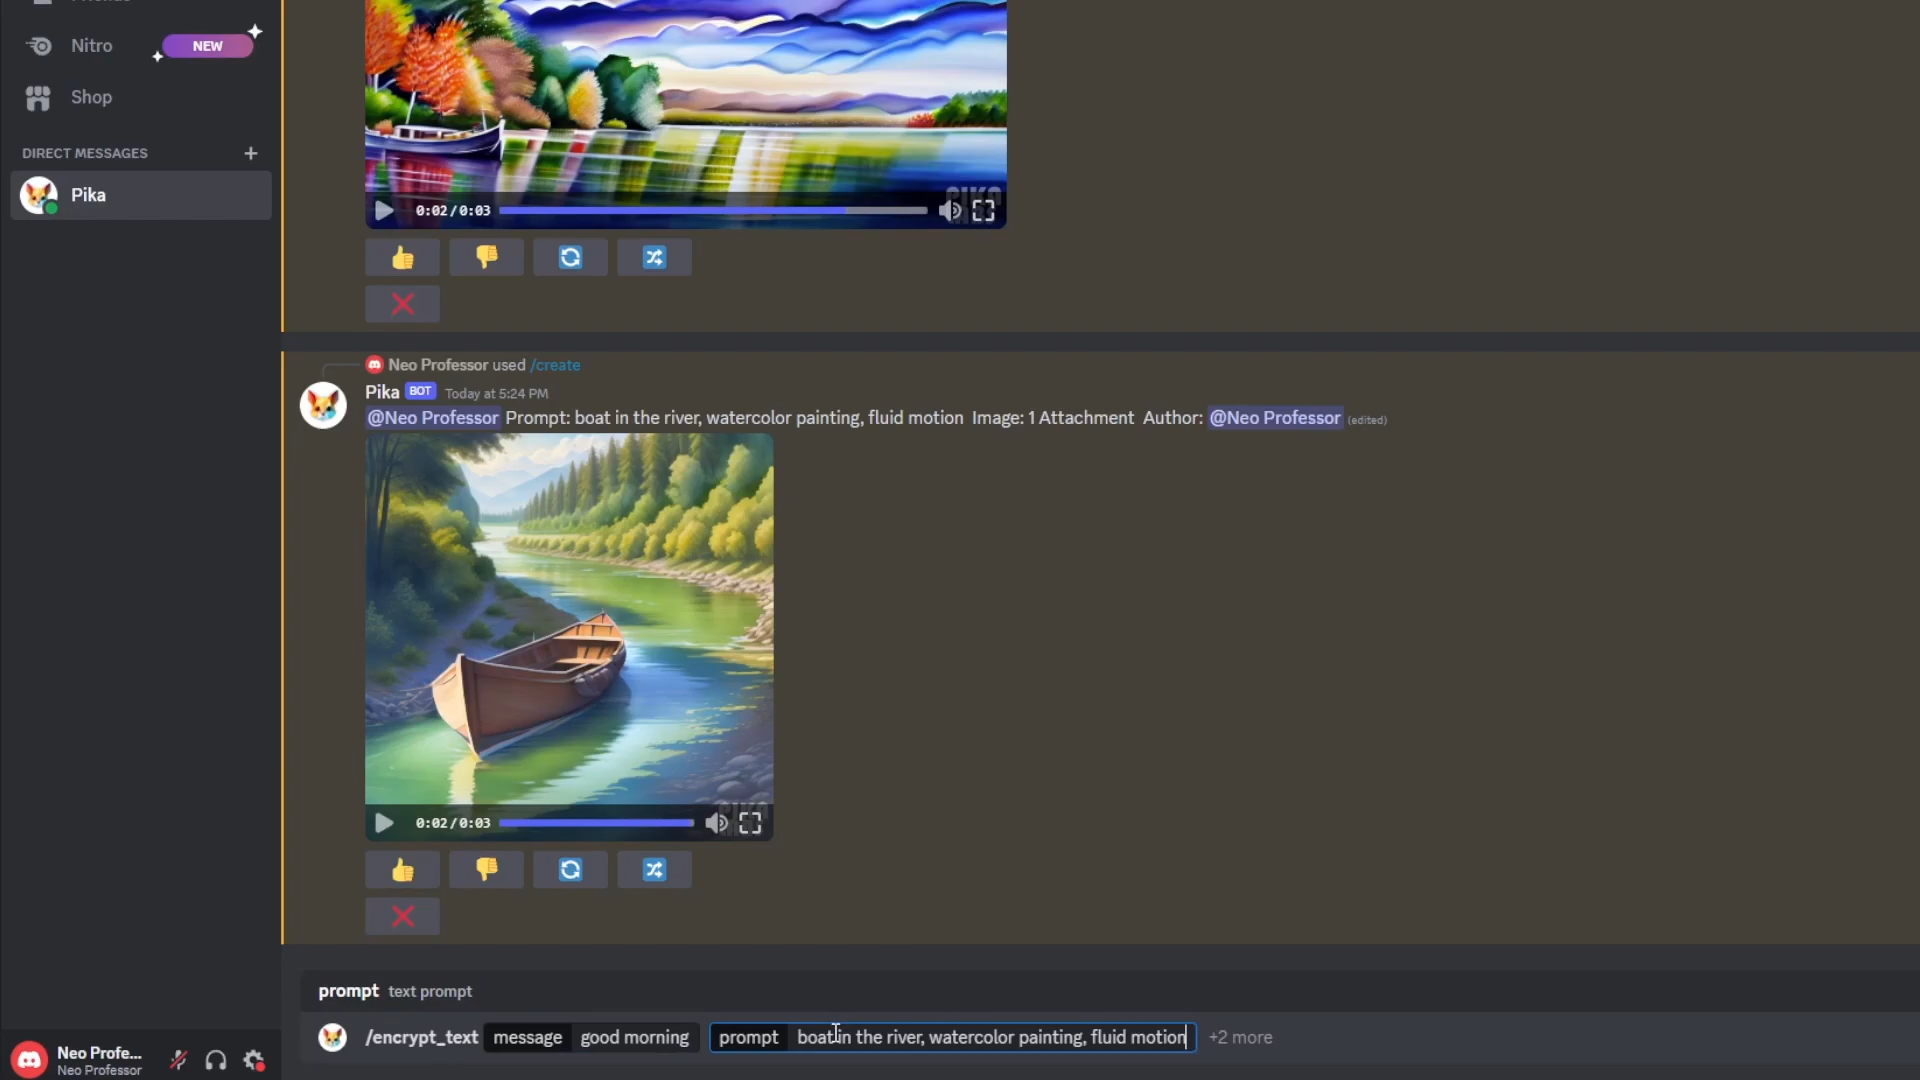 Nitro
NEW
Shop
DIRECT MESSAGES
Pika
0:02/0:03
Neo Professor used /create
Pika BOT Today at 5:24 PM
@Neo Professor Prompt: boat in the river, watercolor painting, fluid motion Image: 1 Attachment Author: @Neo Professor (edited)
0:02/0:03
prompt text prompt
/encrypt_text message good morning prompt boat in the river, watercolor painting, fluid motion +2 more
Neo Profe...
Neo Professor